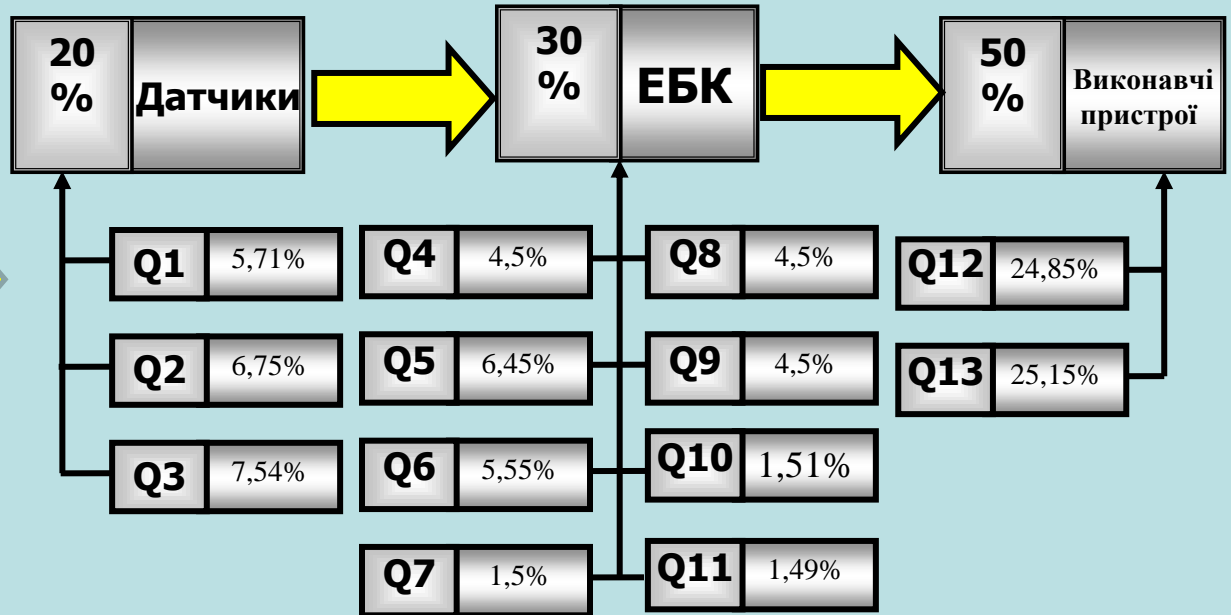 20
%
Датчики
30
%
ЕБК
50
%
Виконавчі
пристрої
Q1 5,71%
Q4 4,5%
Q8 4,5%
Q12 24,85%
Q2 6,75%
Q5 6,45%
Q9 4,5%
Q13 25,15%
Q3 7,54%
Q6 5,55%
Q10 1,51%
Q7 1,5%
Q11 1,49%